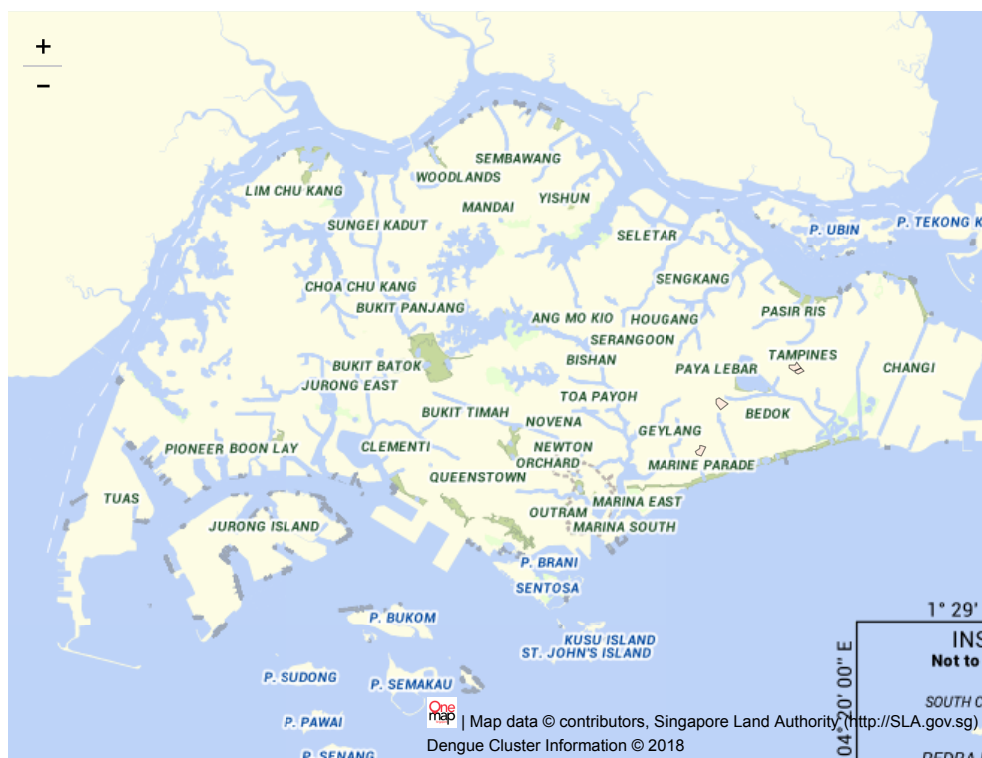 +
−
SEMBAWANG
WOODLANDS
LIM CHU KANG
YISHUN
MANDAI
SUNGEI KADUT
SELETAR
P. UBIN
P. TEKONG K
SENGKANG
CHOA CHU KANG
BUKIT PANJANG
PASIR RIS
ANG MO KIO
HOUGANG
SERANGOON
TAMPINES
BISHAN
BUKIT BATOK
PAYA LEBAR
CHANGI
JURONG EAST
TOA PAYOH
BUKIT TIMAH
BEDOK
NOVENA
GEYLANG
PIONEER
BOON LAY
CLEMENTI
NEWTON
ORCHARD
MARINE PARADE
QUEENSTOWN
TUAS
MARINA EAST
OUTRAM
JURONG ISLAND
MARINA SOUTH
P. BRANI
SENTOSA
P. BUKOM
KUSU ISLAND
ST. JOHN'S ISLAND
P. SUDONG
P. SEMAKAU
P. PAWAI
P. SENANG
1° 29'
INS
Not to
SOUTH C
04°20' 00" E
One
map
| Map data © contributors, Singapore Land Authority (http://SLA.gov.sg)
Dengue Cluster Information © 2018